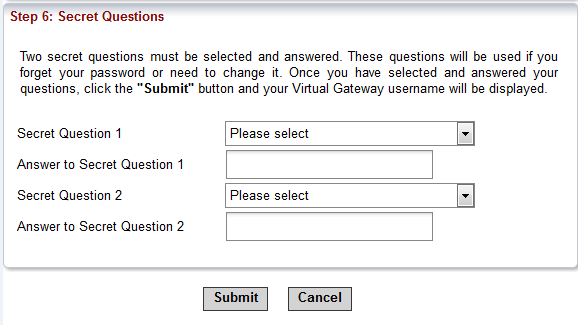 Step 6: Secret Questions
Two secret questions must be selected and answered. These questions will be used if you
forget your password or need to change it. Once you have selected and answered your
questions, click the "Submit" button and your Virtual Gateway username will be displayed.
Secret Question 1
Please select
Answer to Secret Question 1
Secret Question 2
Please select
Answer to Secret Question 2
Submit
Cancel